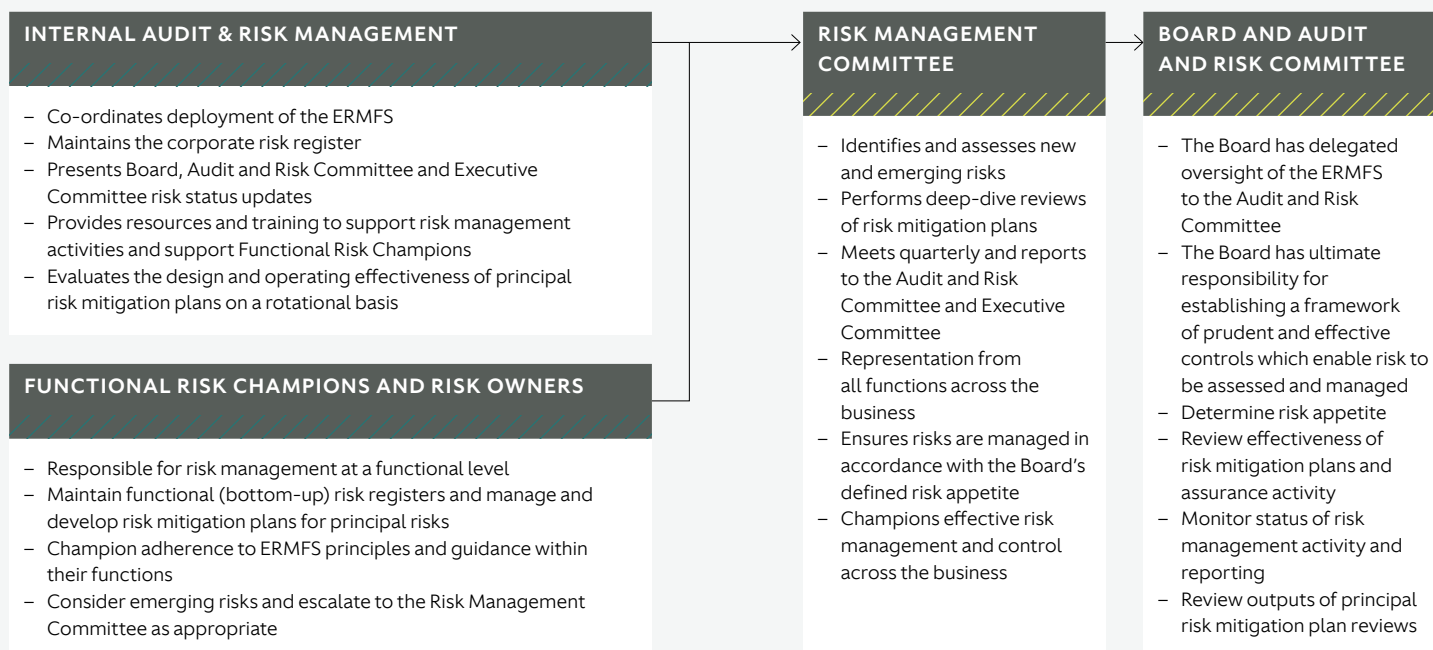 INTERNAL AUDIT & RISK MANAGEMENT
– Co-ordinates deployment of the ERMFS
– Maintains the corporate risk register
– Presents Board, Audit and Risk Committee and Executive
Committee risk status updates
– Provides resources and training to support risk management
activities and support Functional Risk Champions
– Evaluates the design and operating effectiveness of principal
risk mitigation plans on a rotational basis
FUNCTIONAL RISK CHAMPIONS AND RISK OWNERS
– Responsible for risk management at a functional level
– Maintain functional (bottom-up) risk registers and manage and
develop risk mitigation plans for principal risks
– Champion adherence to ERMFS principles and guidance within
their functions
– Consider emerging risks and escalate to the Risk Management
Committee as appropriate
RISK MANAGEMENT
COMMITTEE
– Identifies and assesses new
and emerging risks
– Performs deep-dive reviews
of risk mitigation plans
– Meets quarterly and reports
to the Audit and Risk
Committee and Executive
Committee
– Representation from
all functions across the
business
– Ensures risks are managed in
accordance with the Board's
defined risk appetite
– Champions effective risk
management and control
across the business
BOARD AND AUDIT
AND RISK COMMITTEE
– The Board has delegated
oversight of the ERMFS
to the Audit and Risk
Committee
– The Board has ultimate
responsibility for
establishing a framework
of prudent and effective
controls which enable risk to
be assessed and managed
– Determine risk appetite
– Review effectiveness of
risk mitigation plans and
assurance activity
– Monitor status of risk
management activity and
reporting
– Review outputs of principal
risk mitigation plan reviews